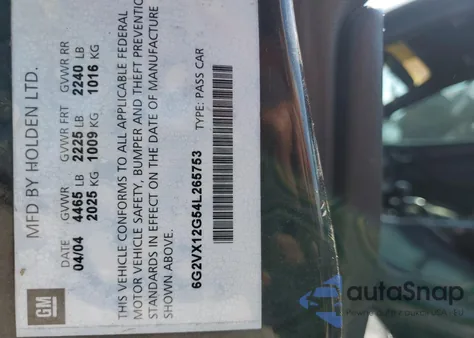 GM
MFD BY HOLDEN LTD.
DATE GVWR GVWR FRT GVWR RR
04/04 4465 LB 2225 LB 2240 LB
2025 KG 1009 KG 1016 KG
THIS VEHICLE CONFORMS TO ALL APPLICABLE FEDERAL
MOTOR VEHICLE SAFETY, BUMPER AND THEFT PREVENTION
STANDARDS IN EFFECT ON THE DATE OF MANUFACTURE
SHOWN ABOVE.
6G2VX12G54L265753 TYPE: PASS CAR
autoSnap